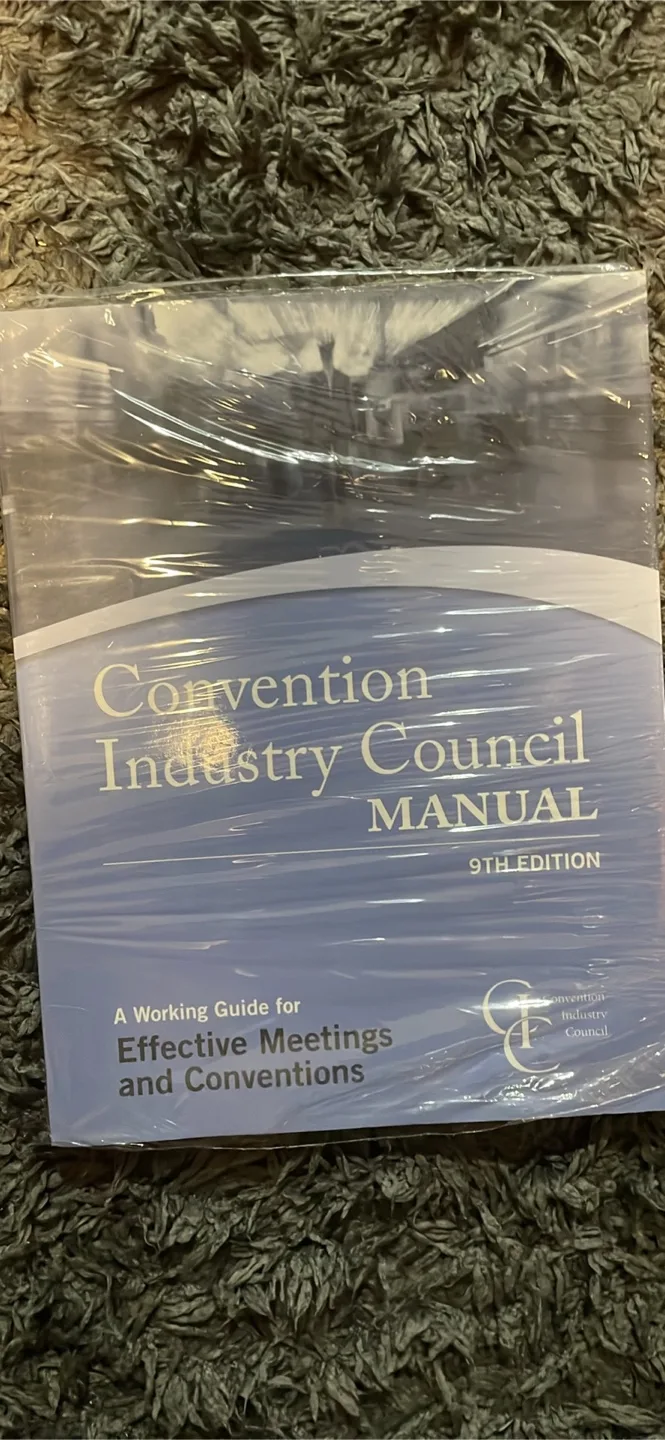 Convention
Industry Council
MANUAL
9TH EDITION
A Working Guide for
Effective Meetings
and Conventions
CIC
Convention
Industry
Council